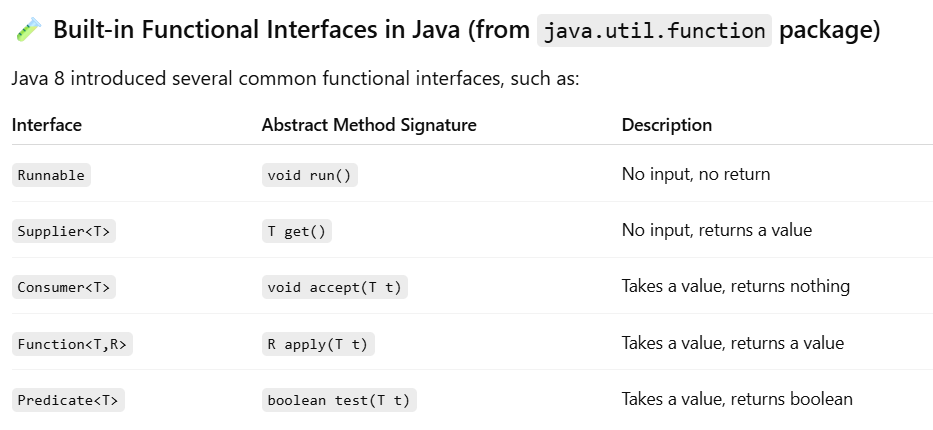 Built-in Functional Interfaces in Java (from java.util.function package)
Java 8 introduced several common functional interfaces, such as:
Interface Abstract Method Signature Description
Runnable void run() No input, no return
Supplier<T> T get() No input, returns a value
Consumer<T> void accept(T t) Takes a value, returns nothing
Function<T,R> R apply(T t) Takes a value, returns a value
Predicate<T> boolean test(T t) Takes a value, returns boolean